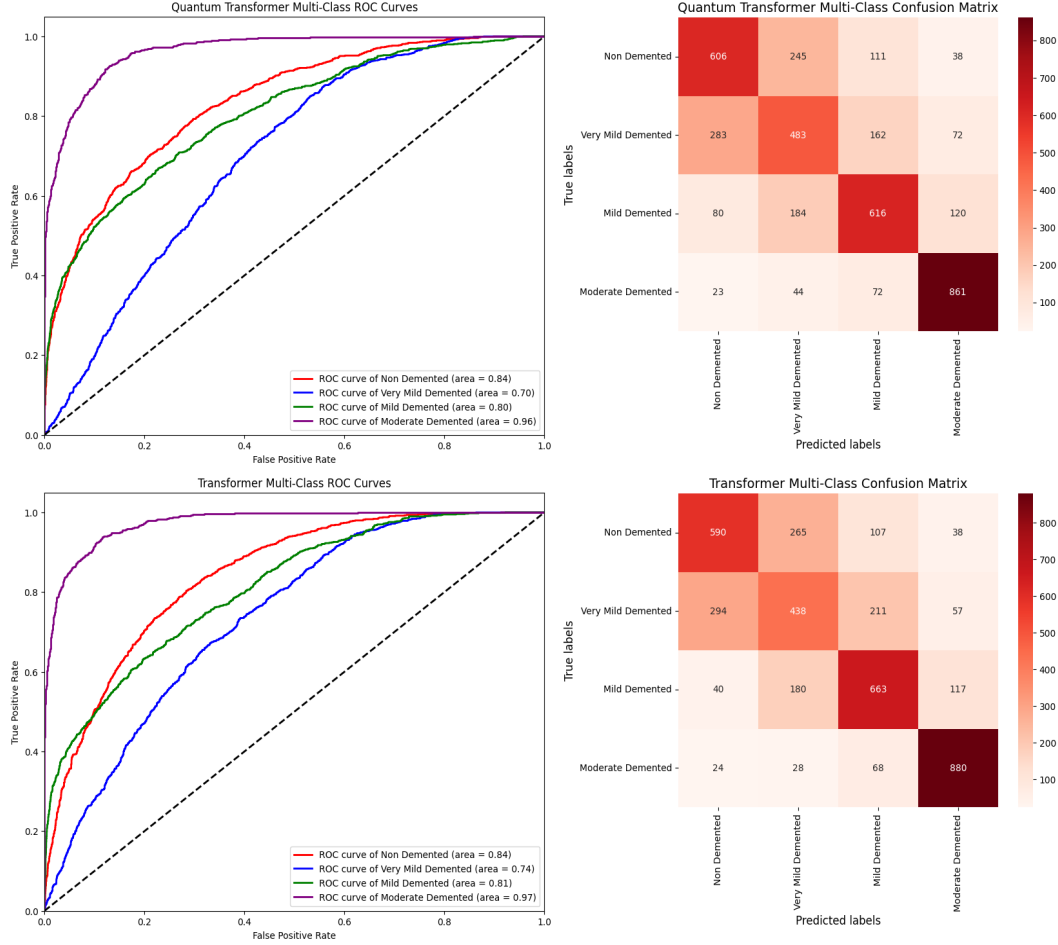 Quantum Transformer Multi-Class ROC Curves
1.0
0.8
0.6
0.4
0.2
0.0
True Positive Rate
0.0 0.2 0.4 0.6 0.8 1.0
False Positive Rate
ROC curve of Non Demented (area = 0.84)
ROC curve of Very Mild Demented (area = 0.70)
ROC curve of Mild Demented (area = 0.80)
ROC curve of Moderate Demented (area = 0.96)
Quantum Transformer Multi-Class Confusion Matrix
True labels
Non Demented 606 245 111 38
Very Mild Demented 283 483 162 72
Mild Demented 80 184 616 120
Moderate Demented 23 44 72 861
Non Demented
Very Mild Demented
Mild Demented
Moderate Demented
Predicted labels
800
700
600
500
400
300
200
100
Transformer Multi-Class ROC Curves
1.0
0.8
0.6
0.4
0.2
0.0
True Positive Rate
0.0 0.2 0.4 0.6 0.8 1.0
False Positive Rate
ROC curve of Non Demented (area = 0.84)
ROC curve of Very Mild Demented (area = 0.74)
ROC curve of Mild Demented (area = 0.81)
ROC curve of Moderate Demented (area = 0.97)
Transformer Multi-Class Confusion Matrix
True labels
Non Demented 590 265 107 38
Very Mild Demented 294 438 211 57
Mild Demented 40 180 663 117
Moderate Demented 24 28 68 880
Non Demented
Very Mild Demented
Mild Demented
Moderate Demented
Predicted labels
800
700
600
500
400
300
200
100